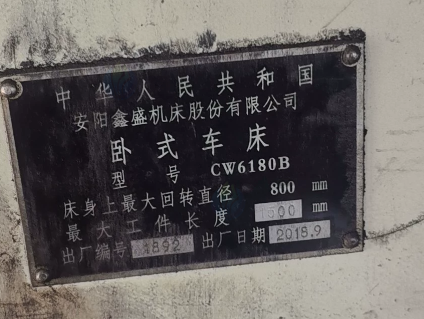 中华人民共和国
安阳鑫盛机床股份有限公司
卧式车床
型号 CW6180B
床身上最大回转直径 800 mm
最大工件长度 mm
出厂编号 出厂日期 2018.9